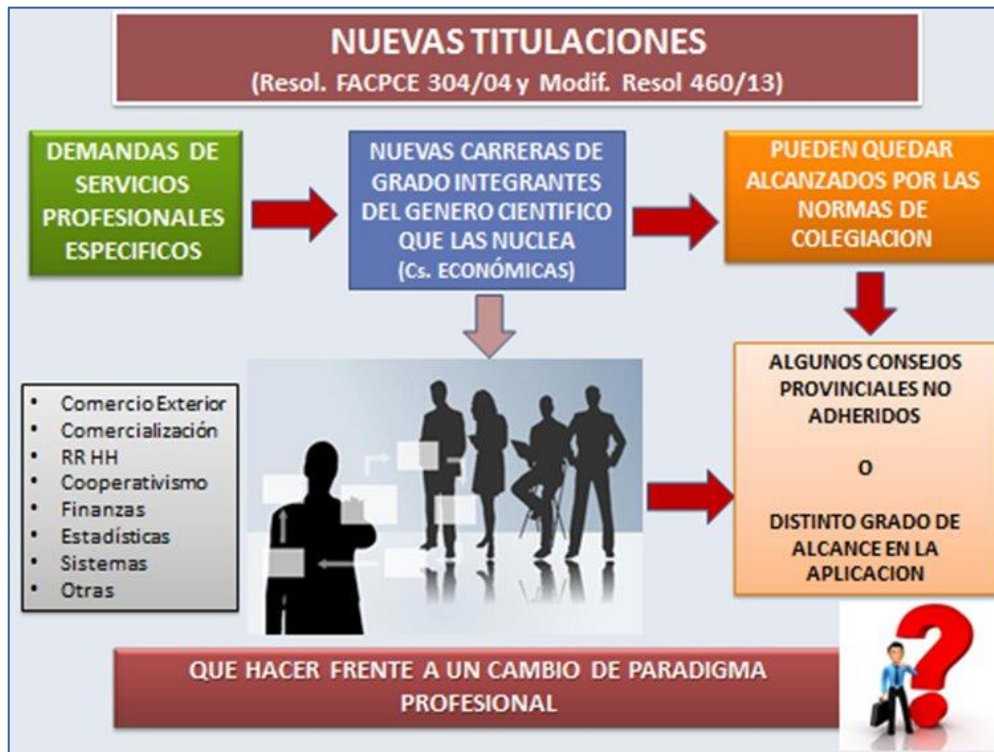 NUEVAS TITULACIONES
(Resol. FACPCE 304/04 y Modif. Resol 460/13)
DEMANDAS DE
SERVICIOS
PROFESIONALES
ESPECIFICOS
NUEVAS CARRERAS DE
GRADO INTEGRANTES
DEL GENERO CIENTIFICO
QUE LAS NUCLEA
(Cs. ECONÓMICAS)
PUEDEN QUEDAR
ALCANZADOS POR LAS
NORMAS DE
COLEGIACION
• Comercio Exterior
• Comercialización
• RR HH
• Cooperativismo
• Finanzas
• Estadísticas
• Sistemas
• Otras
ALGUNOS CONSEJOS
PROVINCIALES NO
ADHERIDOS
O
DISTINTO GRADO DE
ALCANCE EN LA
APLICACION
QUE HACER FRENTE A UN CAMBIO DE PARADIGMA
PROFESIONAL
?